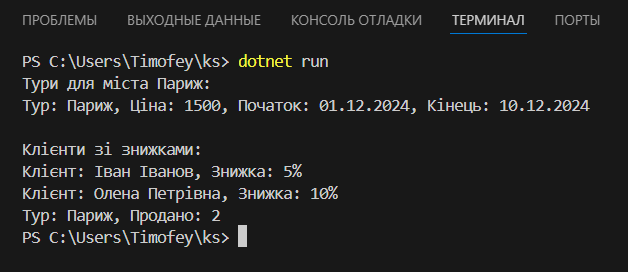 ПРОБЛЕМЫ ВЫХОДНЫЕ ДАННЫЕ КОНСОЛЬ ОТЛАДКИ ТЕРМИНАЛ ПОРТЫ
PS C:\Users\Timofey\ks> dotnet run
Тури для міста Париж:
Тур: Париж, Ціна: 1500, Початок: 01.12.2024, Кінець: 10.12.2024
Клієнти зі знижками:
Клієнт: Іван Іванов, Знижка: 5%
Клієнт: Олена Петрівна, Знижка: 10%
Тур: Париж, Продано: 2
PS C:\Users\Timofey\ks>